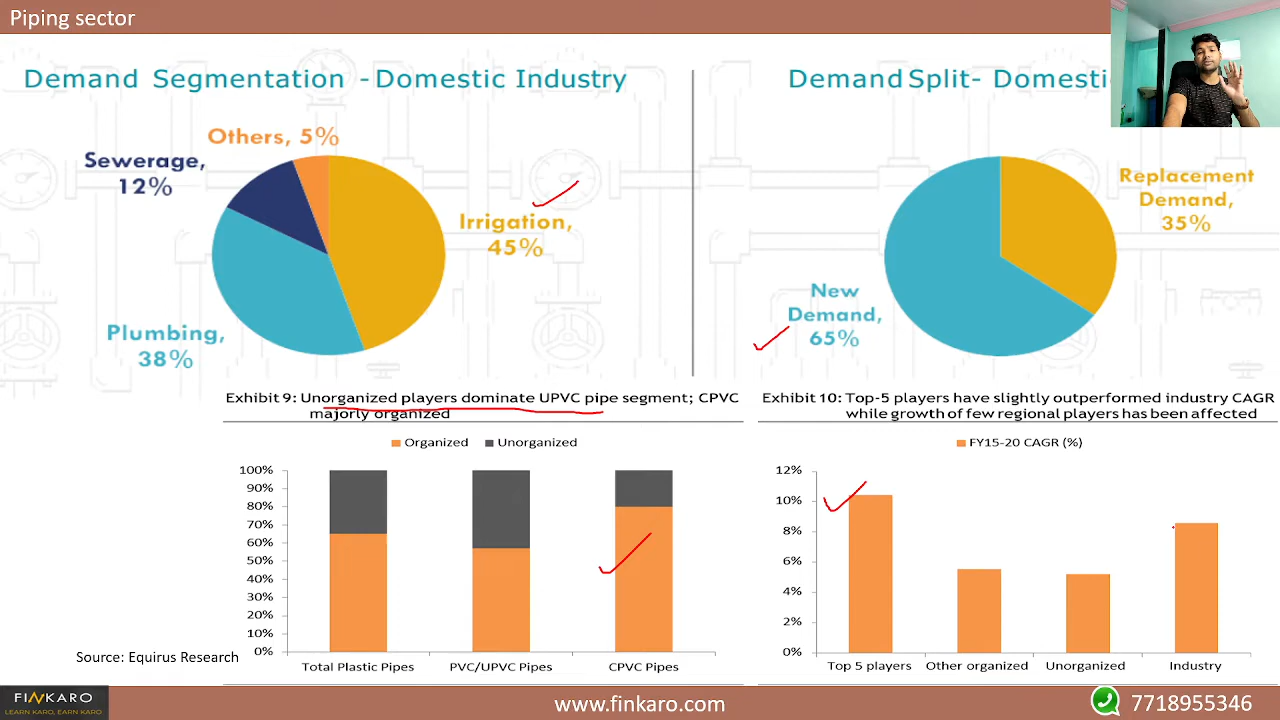 Piping sector
Demand Segmentation - Domestic Industry
Others, 5%
Sewerage,
12%
Irrigation,
45%
Plumbing,
38%
Demand Split- Domesti
Replacement
Demand,
35%
New
Demand,
65%
Exhibit 9: Unorganized players dominate UPVC pipe segment; CPVC
majorly organized
Organized Unorganized
100%
90%
80%
70%
60%
50%
40%
30%
20%
10%
0%
Total Plastic Pipes PVC/UPVC Pipes CPVC Pipes
Exhibit 10: Top-5 players have slightly outperformed industry CAGR
while growth of few regional players has been affected
FY15-20 CAGR (%)
12%
10%
8%
6%
4%
2%
0%
Top 5 players Other organized Unorganized Industry
Source: Equirus Research
FINKARO
LEARN KARO, EARN KARO
www.finkaro.com
7718955346